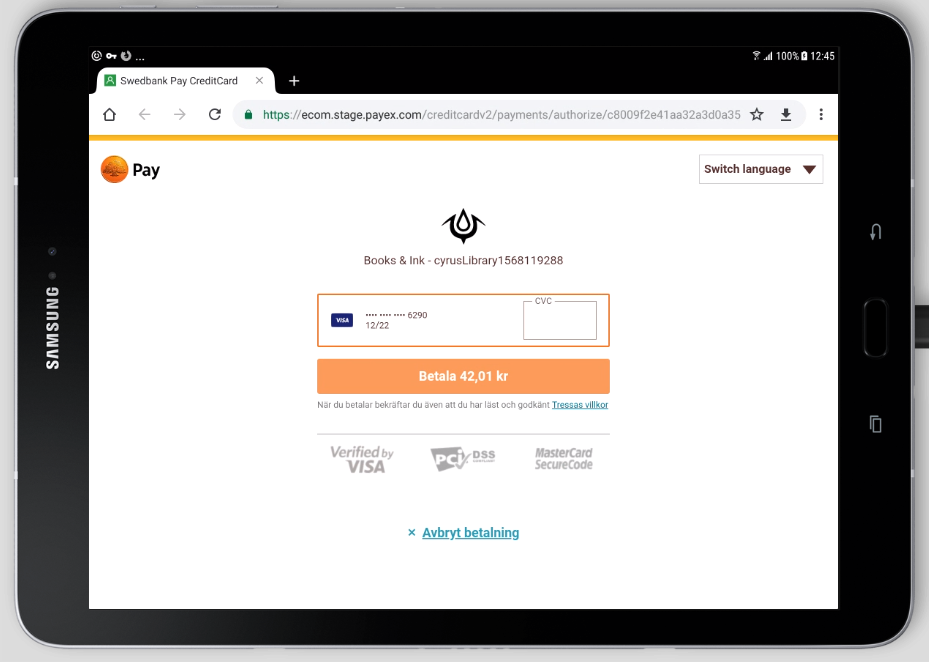 ...
100% 12:45
Swedbank Pay CreditCard
https://ecom.stage.payex.com/creditcardv2/payments/authorize/c8009f2e41aa32a3d0a35
Pay
Switch language
Books & Ink - cyrusLibrary1568119288
CVC
VISA
•••• •••• •••• 6290
12/22
Betala 42,01 kr
När du betalar bekräftar du även att du har läst och godkänt Tressas villkor
Verified by
VISA
PCI DSS
MasterCard
SecureCode
× Avbryt betalning
SAMSUNG